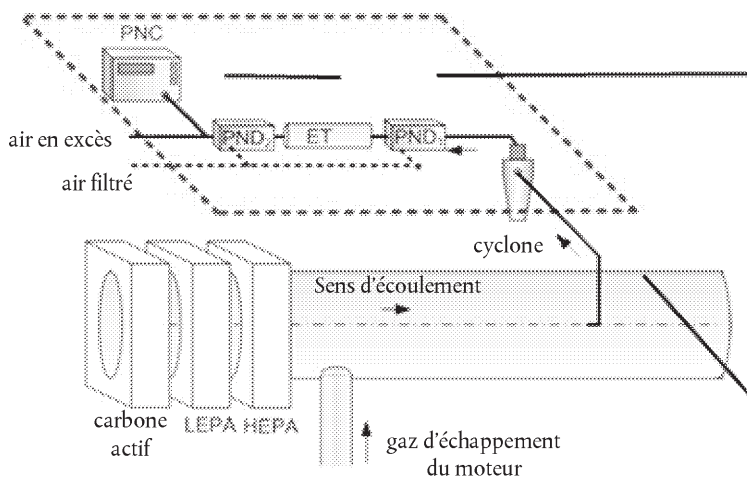 PNC
air en excès
PND
ET
PND
air filtré
cyclone
Sens d'écoulement
carbone
actif
LEPA
HEPA
gaz d'échappement
du moteur